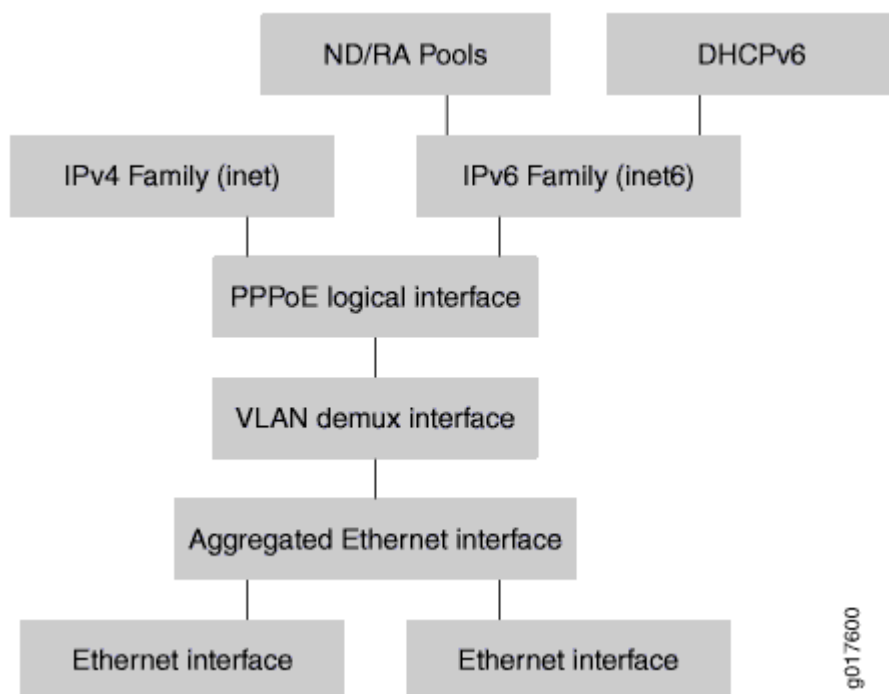 ND/RA Pools
DHCPv6
IPv4 Family (inet)
IPv6 Family (inet6)
PPPoE logical interface
VLAN demux interface
Aggregated Ethernet interface
Ethernet interface
Ethernet interface
g017600